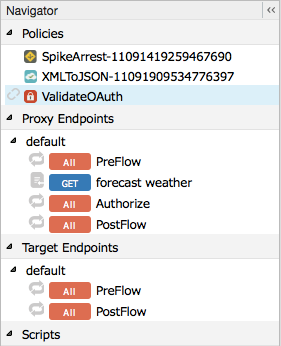 Navigator
Policies
SpikeArrest-11091419259467690
XMLToJSON-11091909534776397
ValidateOAuth
Proxy Endpoints
default
All PreFlow
GET forecast weather
All Authorize
All PostFlow
Target Endpoints
default
All PreFlow
All PostFlow
Scripts